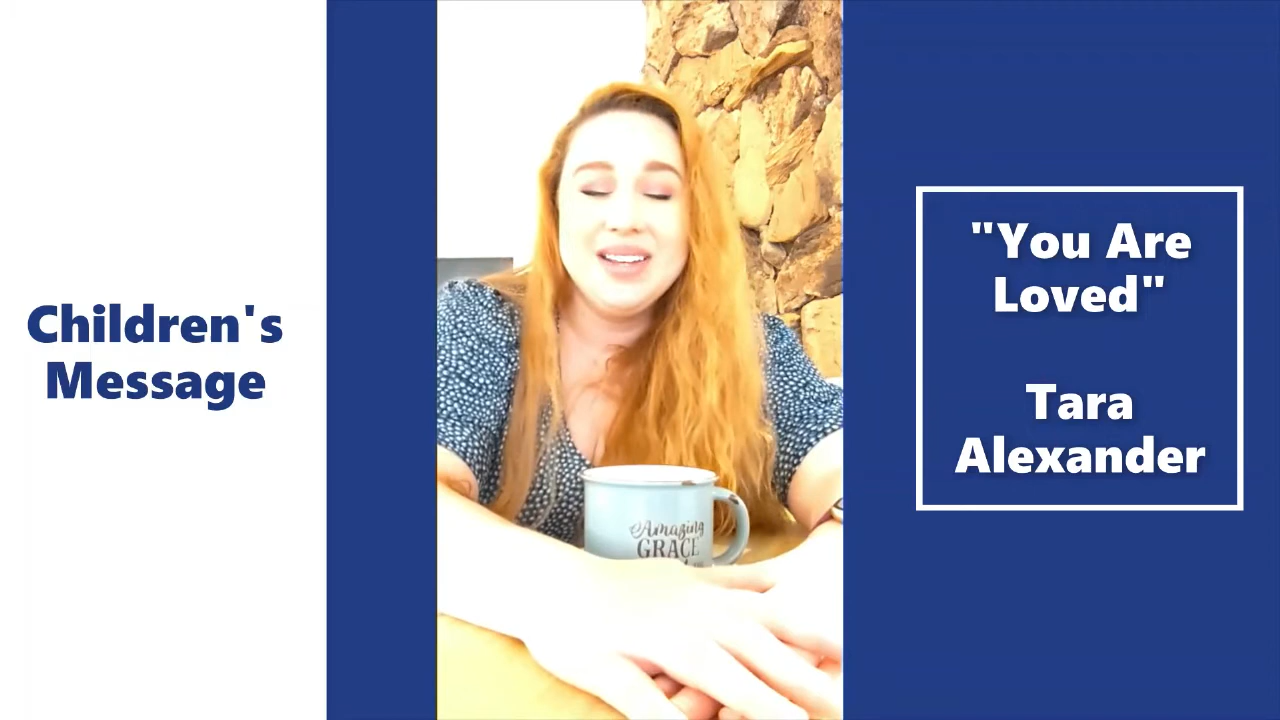 Children's
Message
"You Are
Loved"
Tara
Alexander
Amazing
GRACE